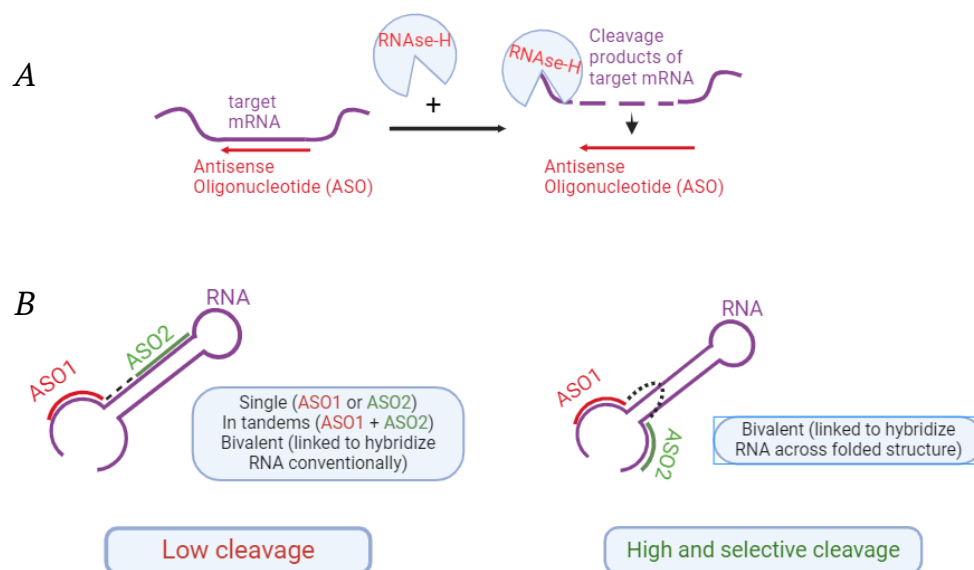 A
RNAse-H
target
mRNA
+
Antisense
Oligonucleotide (ASO)
RNAse-H
Cleavage
products of
target mRNA
Antisense
Oligonucleotide (ASO)
B
RNA
ASO2
ASO1
Single (ASO1 or ASO2)
In tandems (ASO1 + ASO2)
Bivalent (linked to hybridize
RNA conventionally)
Low cleavage
RNA
ASO1
ASO2
Bivalent (linked to hybridize
RNA across folded structure)
High and selective cleavage